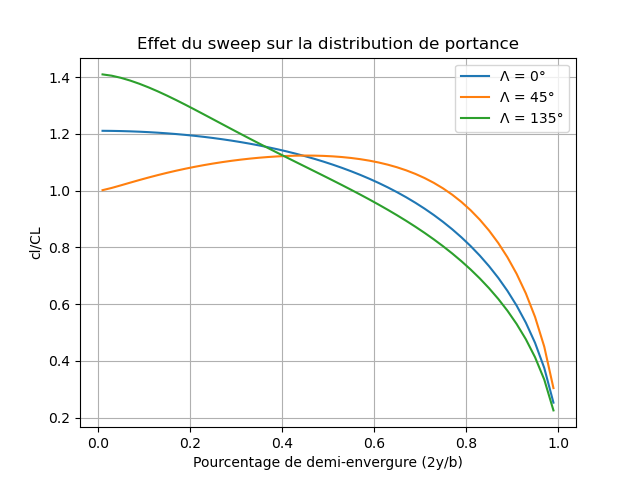 Effet du sweep sur la distribution de portance
cl/CL
1.4
1.2
1.0
0.8
0.6
0.4
0.2
Λ = 0°
Λ = 45°
Λ = 135°
0.0 0.2 0.4 0.6 0.8 1.0
Pourcentage de demi-envergure (2y/b)